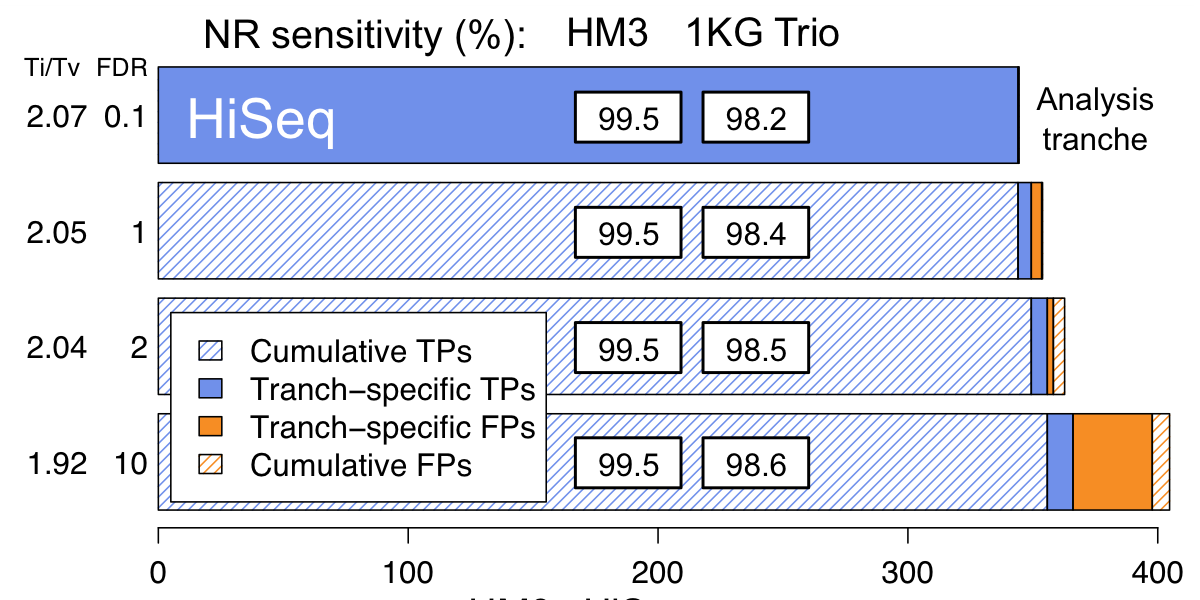 NR sensitivity (%): HM3 1KG Trio
Ti/Tv FDR
2.07 0.1 HiSeq 99.5 98.2 Analysis tranche
2.05 1 99.5 98.4
2.04 2 99.5 98.5
Cumulative TPs
Tranch−specific TPs
Tranch−specific FPs
Cumulative FPs
1.92 10 99.5 98.6
0 100 200 300 400